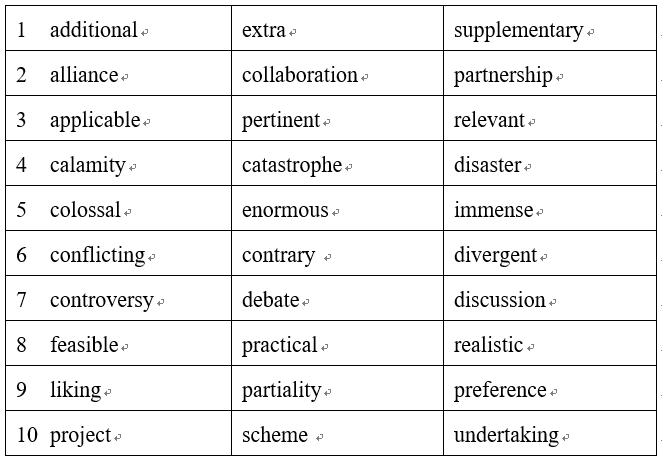 1 additional extra supplementary
2 alliance collaboration partnership
3 applicable pertinent relevant
4 calamity catastrophe disaster
5 colossal enormous immense
6 conflicting contrary divergent
7 controversy debate discussion
8 feasible practical realistic
9 liking partiality preference
10 project scheme undertaking